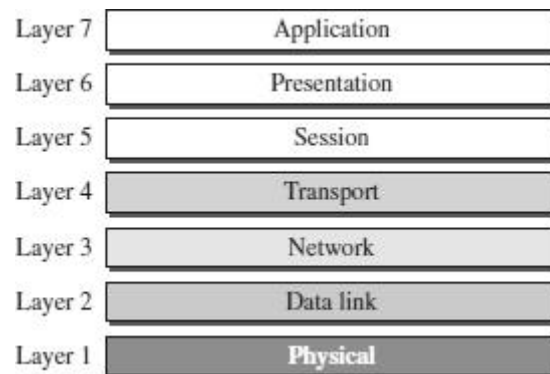 Layer 7 Application
Layer 6 Presentation
Layer 5 Session
Layer 4 Transport
Layer 3 Network
Layer 2 Data link
Layer 1 Physical